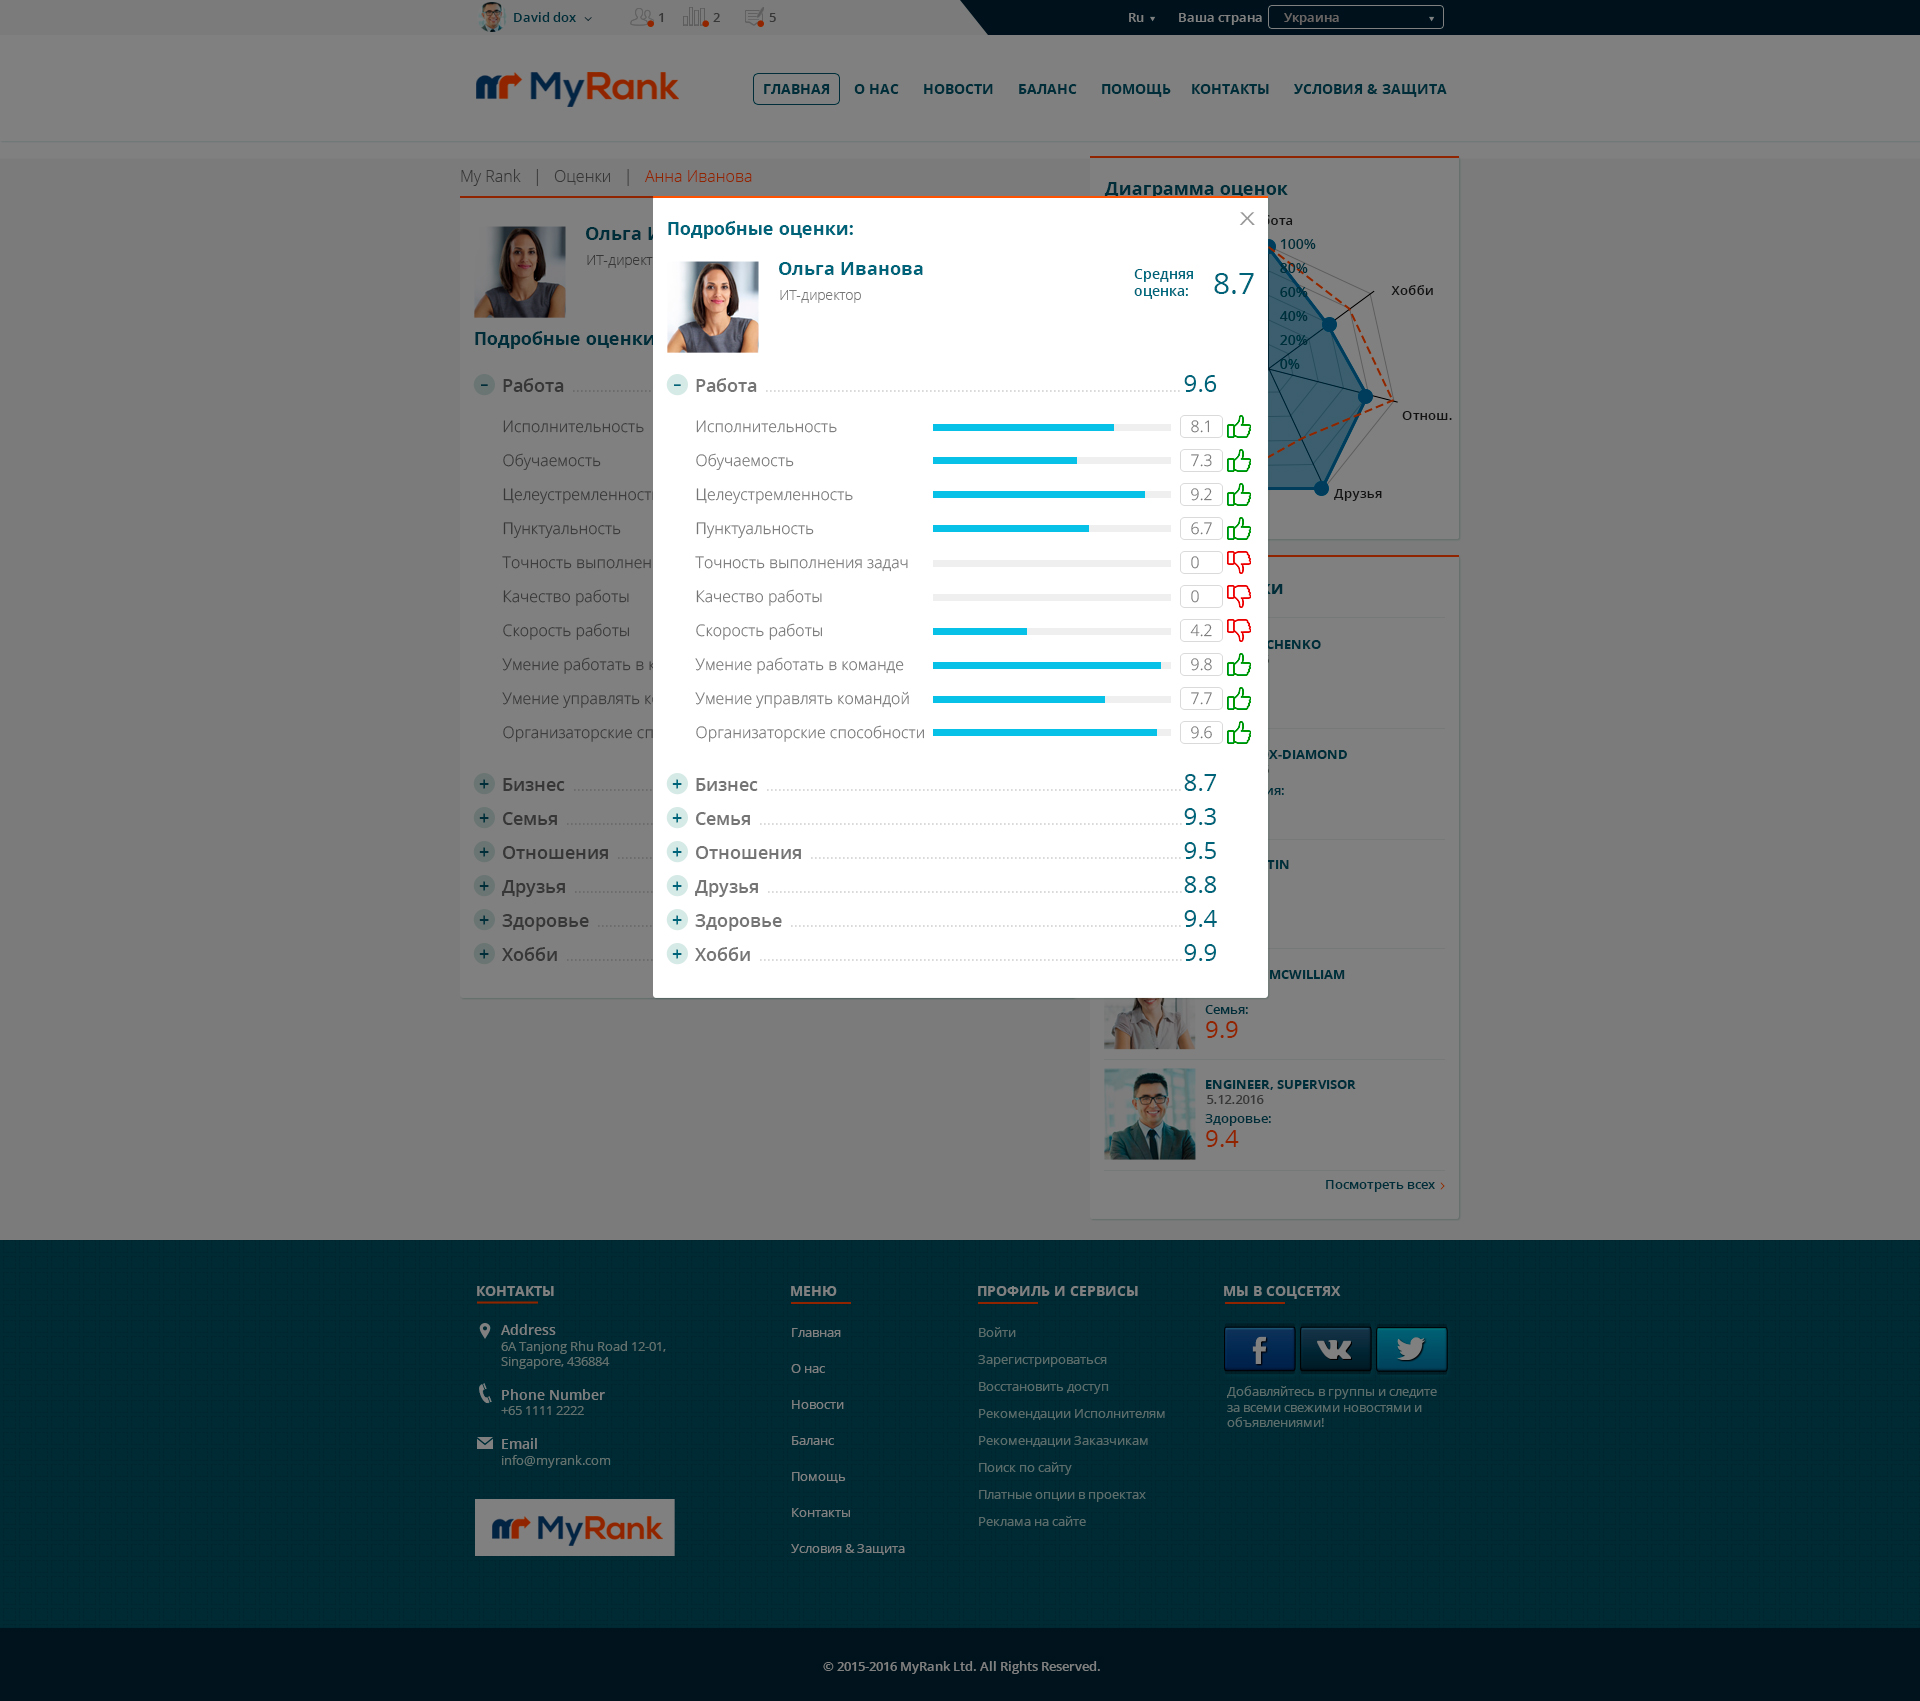 David dox
1
2
5
Ru
Ваша страна
Украина
MyRank
ГЛАВНАЯ
О НАС
НОВОСТИ
БАЛАНС
ПОМОЩЬ
КОНТАКТЫ
УСЛОВИЯ & ЗАЩИТА
My Rank | Оценки | Анна Иванова
Диаграмма оценок
100%
80%
60%
40%
20%
0%
Хобби
Отнош.
Друзья
ИТ-директ
Подробные оценки
- Работа
Исполнительность
Обучаемость
Целеустремленность
Пунктуальность
Точность выполнен
Качество работы
Скорость работы
Умение работать в к
Умение управлять к
Организаторские сп
+ Бизнес
+ Семья
+ Отношения
+ Друзья
+ Здоровье
+ Хобби
Подробные оценки:
Ольга Иванова
ИТ-директор
Средняя
оценка:
8.7
- Работа 9.6
Исполнительность 8.1
Обучаемость 7.3
Целеустремленность 9.2
Пунктуальность 6.7
Точность выполнения задач 0
Качество работы 0
Скорость работы 4.2
Умение работать в команде 9.8
Умение управлять командой 7.7
Организаторские способности 9.6
+ Бизнес 8.7
+ Семья 9.3
+ Отношения 9.5
+ Друзья 8.8
+ Здоровье 9.4
+ Хобби 9.9
CHENKO
X-DIAMOND
TIN
MCWILLIAM
Семья:
9.9
ENGINEER, SUPERVISOR
5.12.2016
Здоровье:
9.4
Посмотреть всех
КОНТАКТЫ
Address
6A Tanjong Rhu Road 12-01,
Singapore, 436884
Phone Number
+65 1111 2222
Email
info@myrank.com
MyRank
МЕНЮ
Главная
О нас
Новости
Баланс
Помощь
Контакты
Условия & Защита
ПРОФИЛЬ И СЕРВИСЫ
Войти
Зарегистрироваться
Восстановить доступ
Рекомендации Исполнителям
Рекомендации Заказчикам
Поиск по сайту
Платные опции в проектах
Реклама на сайте
МЫ В СОЦСЕТЯХ
Добавляйтесь в группы и следите
за всеми свежими новостями и
объявлениями!
© 2015-2016 MyRank Ltd. All Rights Reserved.